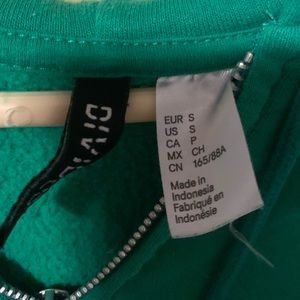 EUR S
US S
CA P
MX CH
CN 165/88A
Made in
Indonesia
Fabriqué en
Indonésie